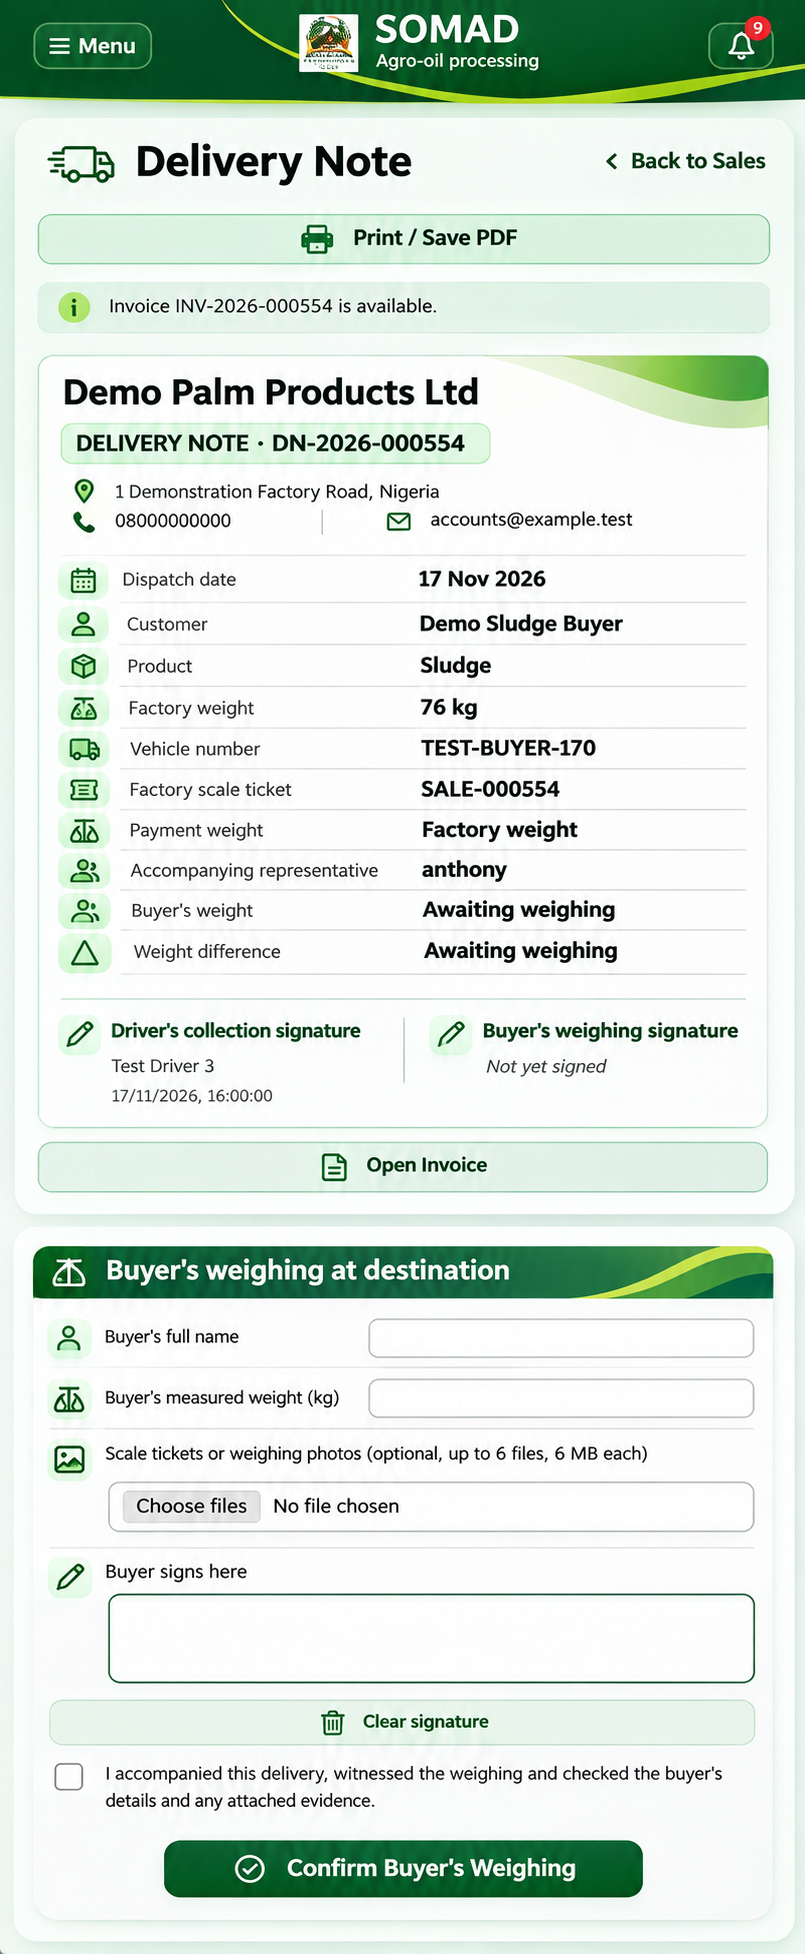 Menu
SOMAD
Agro-oil processing
9
Delivery Note
Back to Sales
Print / Save PDF
Invoice INV-2026-000554 is available.
Demo Palm Products Ltd
DELIVERY NOTE · DN-2026-000554
1 Demonstration Factory Road, Nigeria
08000000000 accounts@example.test
Dispatch date 17 Nov 2026
Customer Demo Sludge Buyer
Product Sludge
Factory weight 76 kg
Vehicle number TEST-BUYER-170
Factory scale ticket SALE-000554
Payment weight Factory weight
Accompanying representative anthony
Buyer's weight Awaiting weighing
Weight difference Awaiting weighing
Driver's collection signature
Test Driver 3
17/11/2026, 16:00:00
Buyer's weighing signature
Not yet signed
Open Invoice
Buyer's weighing at destination
Buyer's full name
Buyer's measured weight (kg)
Scale tickets or weighing photos (optional, up to 6 files, 6 MB each)
Choose files No file chosen
Buyer signs here
Clear signature
I accompanied this delivery, witnessed the weighing and checked the buyer's
details and any attached evidence.
Confirm Buyer's Weighing